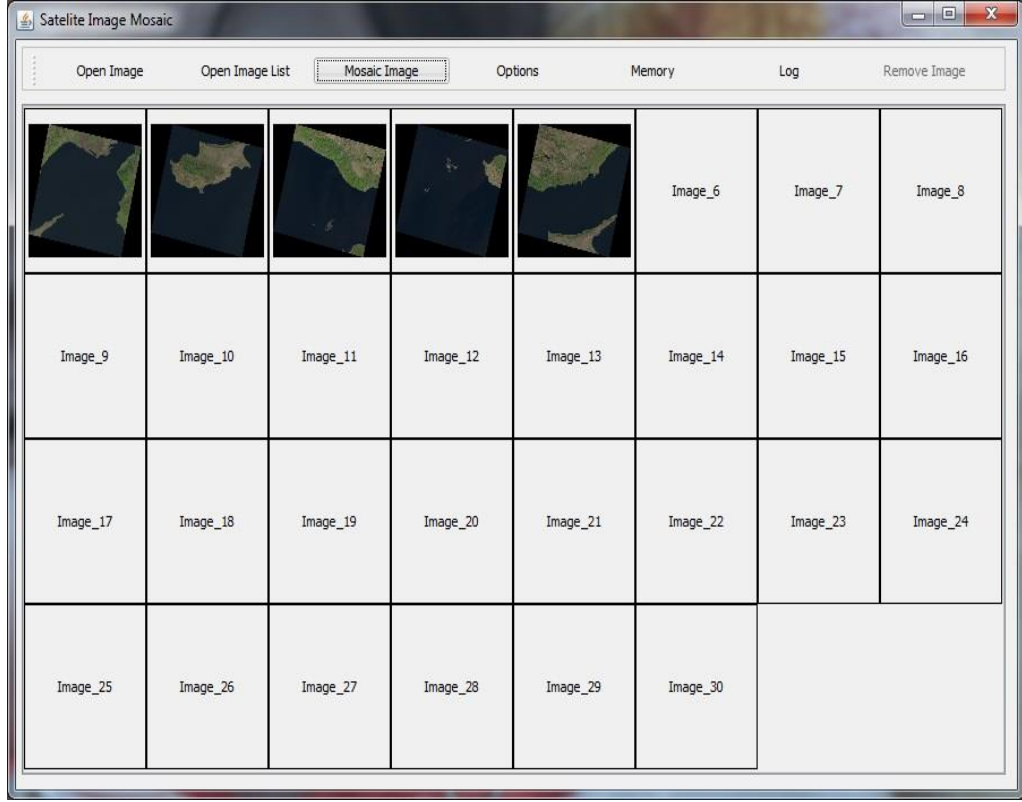 Satelite Image Mosaic
Open Image Open Image List Mosaic Image Options Memory Log Remove Image
Image_6 Image_7 Image_8
Image_9 Image_10 Image_11 Image_12 Image_13 Image_14 Image_15 Image_16
Image_17 Image_18 Image_19 Image_20 Image_21 Image_22 Image_23 Image_24
Image_25 Image_26 Image_27 Image_28 Image_29 Image_30